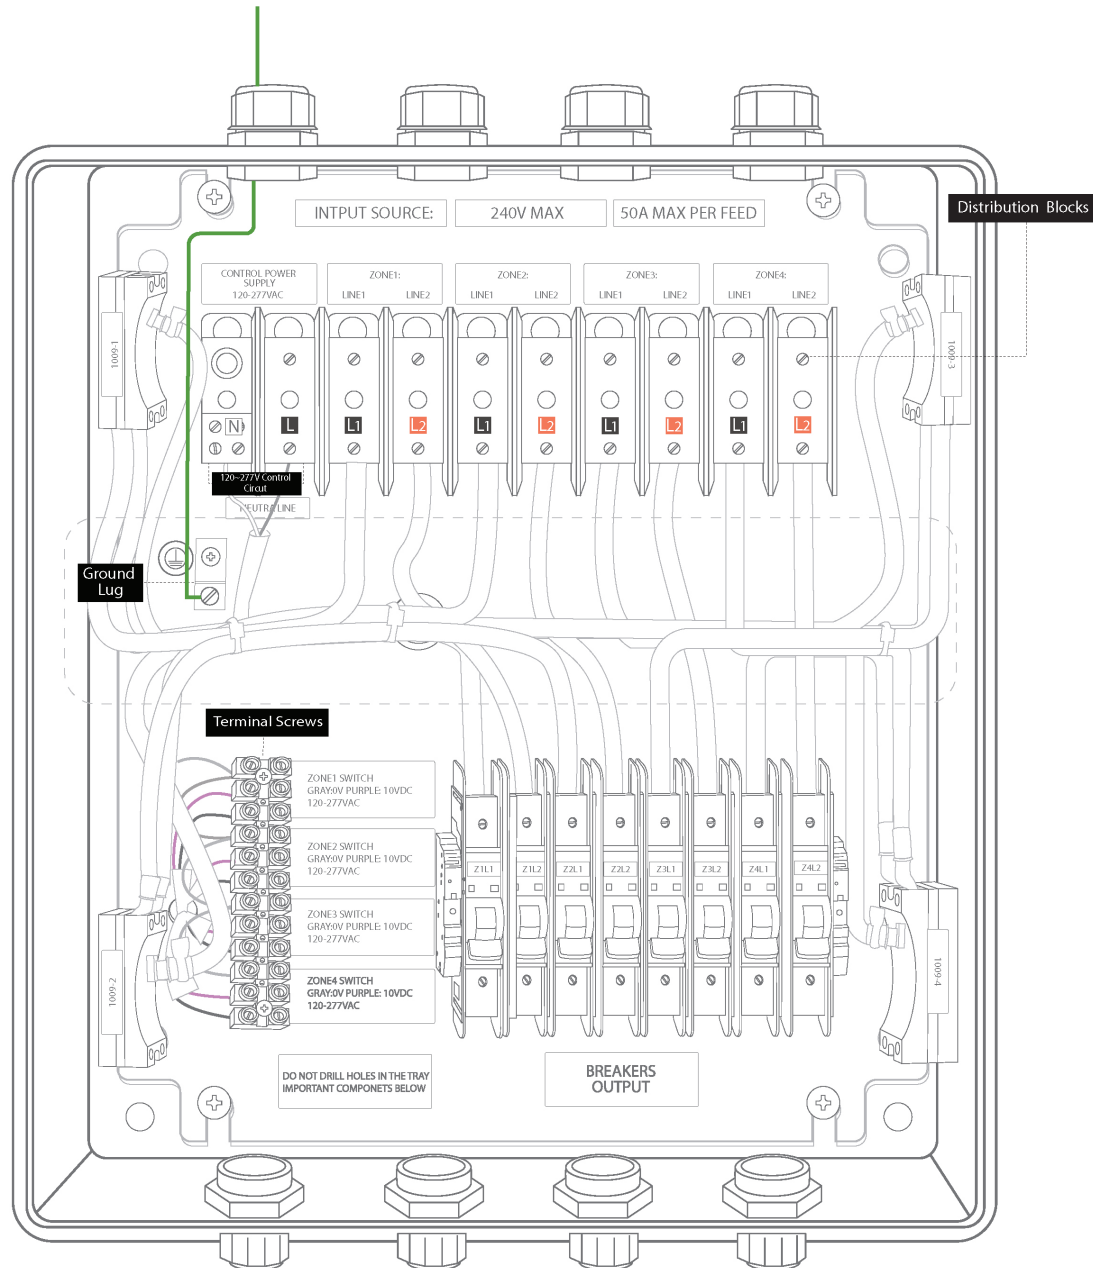 INTPUT SOURCE:
240V MAX
50A MAX PER FEED
Distribution Blocks
CONTROL POWER
SUPPLY
120-277VAC
ZONE1:
LINE1 LINE2
ZONE2:
LINE1 LINE2
ZONE3:
LINE1 LINE2
ZONE4:
LINE1 LINE2
1009-1
1009-3
N
L
L1
L2
L1
L2
L1
L2
L1
L2
120~277V Control
Circut
NEUTRA LINE
Ground
Lug
Terminal Screws
ZONE1 SWITCH
GRAY:0V PURPLE: 10VDC
120-277VAC
ZONE2 SWITCH
GRAY:0V PURPLE: 10VDC
120-277VAC
ZONE3 SWITCH
GRAY:0V PURPLE: 10VDC
120-277VAC
ZONE4 SWITCH
GRAY:0V PURPLE: 10VDC
120-277VAC
Z1L1
Z1L2
Z2L1
Z2L2
Z3L1
Z3L2
Z4L1
Z4L2
1009-2
1009-4
DO NOT DRILL HOLES IN THE TRAY
IMPORTANT COMPONETS BELOW
BREAKERS
OUTPUT